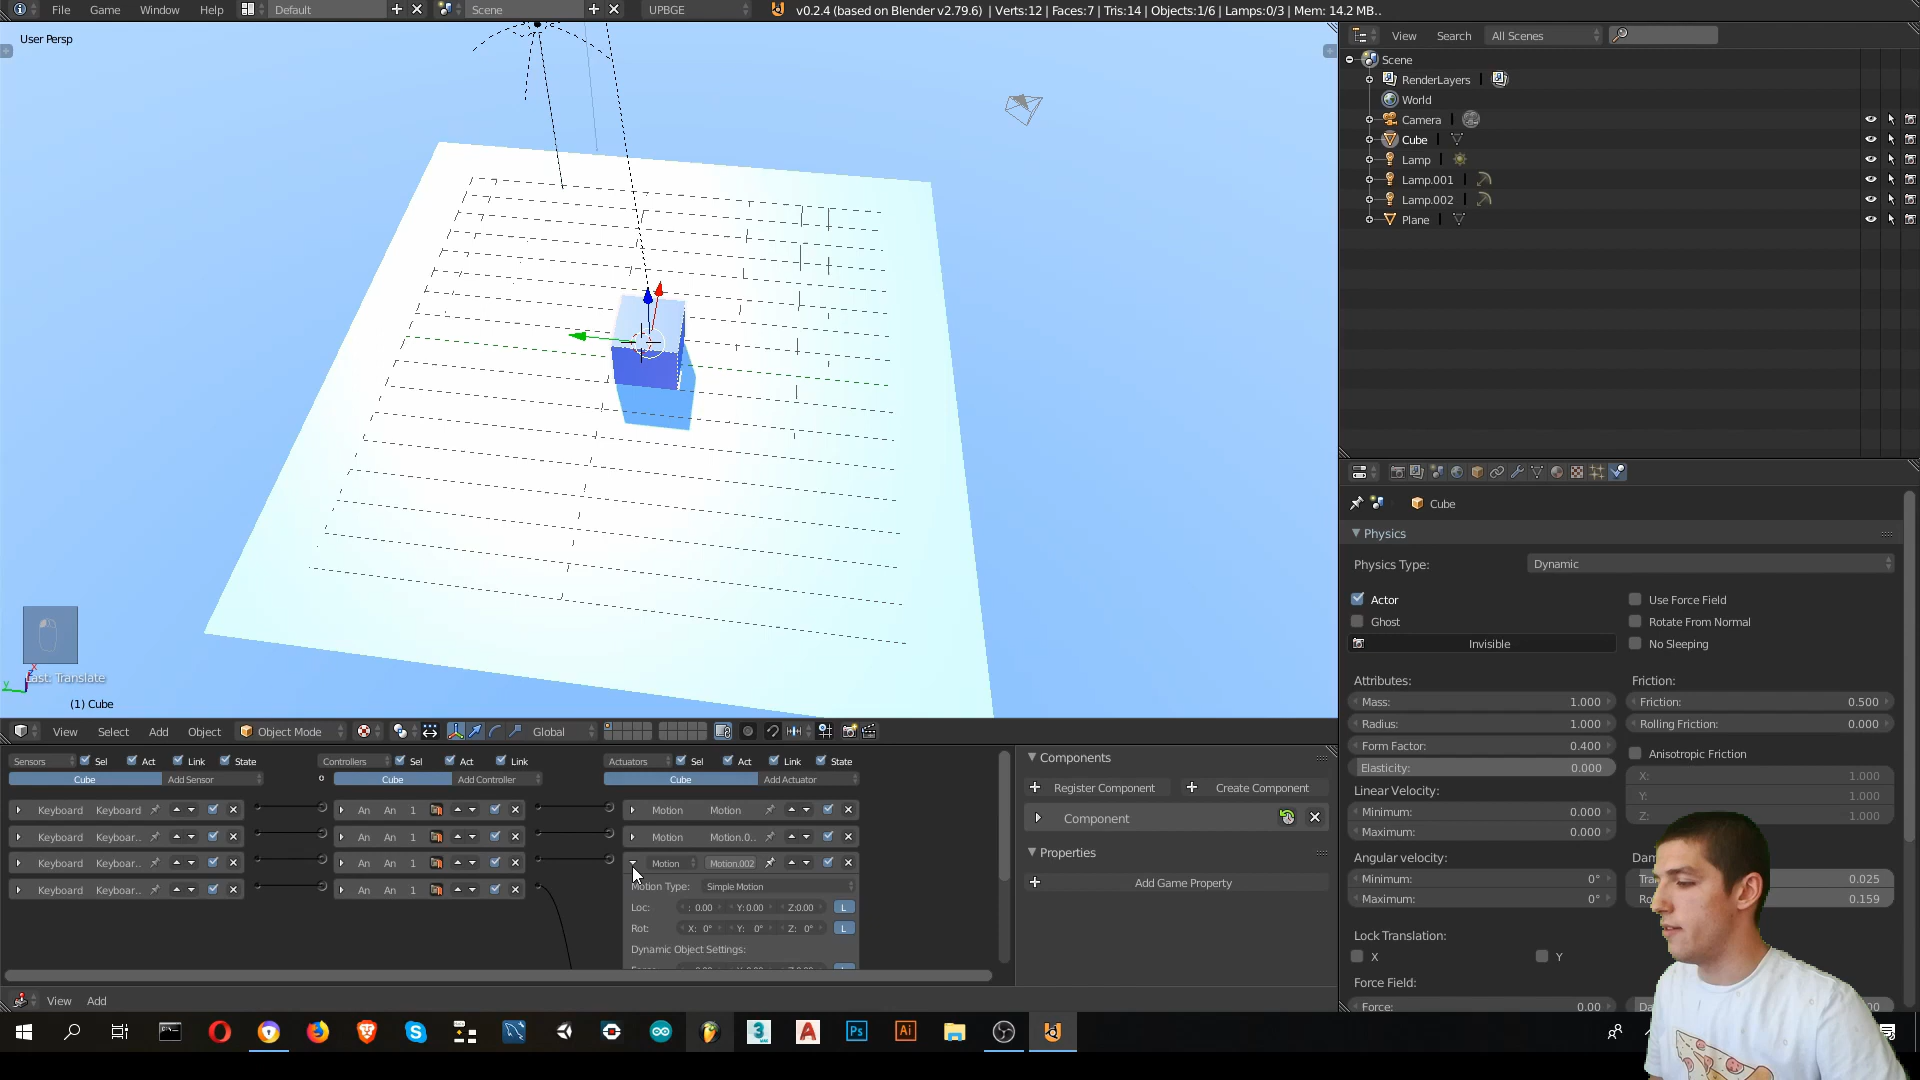 File Game Window Help Default Scene UPBGE v0.2.4 (based on Blender v2.79.6) | Verts:12 | Faces:7 | Tris:14 | Objects:1/6 | Lamps:0/3 | Mem: 14.2 MB..
User Persp
View Search All Scenes
Scene
RenderLayers
World
Camera
Cube
Lamp
Lamp.001
Lamp.002
Plane
Cube
Physics
Physics Type: Dynamic
Actor Use Force Field
Ghost Rotate From Normal
Invisible No Sleeping
Attributes: Friction:
Mass: 1.000 Friction: 0.500
Radius: 1.000 Rolling Friction: 0.000
Form Factor: 0.400 Anisotropic Friction
Elasticity: 0.000 X: 1.000
Linear Velocity: Y: 1.000
Minimum: 0.000 Z: 1.000
Maximum: 0.000
Angular velocity:
Minimum: 0° 0.025
Maximum: 0° 0.159
Lock Translation:
X Y
Force Field:
Force: 0.00
Last: Translate
(1) Cube
View Select Add Object Object Mode Global
Sensors Sel Act Link State Controllers Sel Act Link Actuators Sel Act Link State
Cube Add Sensor Cube Add Controller Cube Add Actuator
Keyboard Keyboard An An 1 Motion Motion
Keyboard Keyboar.. An An 1 Motion Motion.0..
Keyboard Keyboar.. An An 1 Motion Motion.002
Keyboard Keyboar.. An An 1 Motion Type: Simple Motion
Loc: : 0.00 Y: 0.00 Z:0.00 L
Rot: X: 0° Y: 0° Z: 0° L
Dynamic Object Settings:
Components
Register Component Create Component
Component
Properties
Add Game Property
View Add
3 A Ps Ai